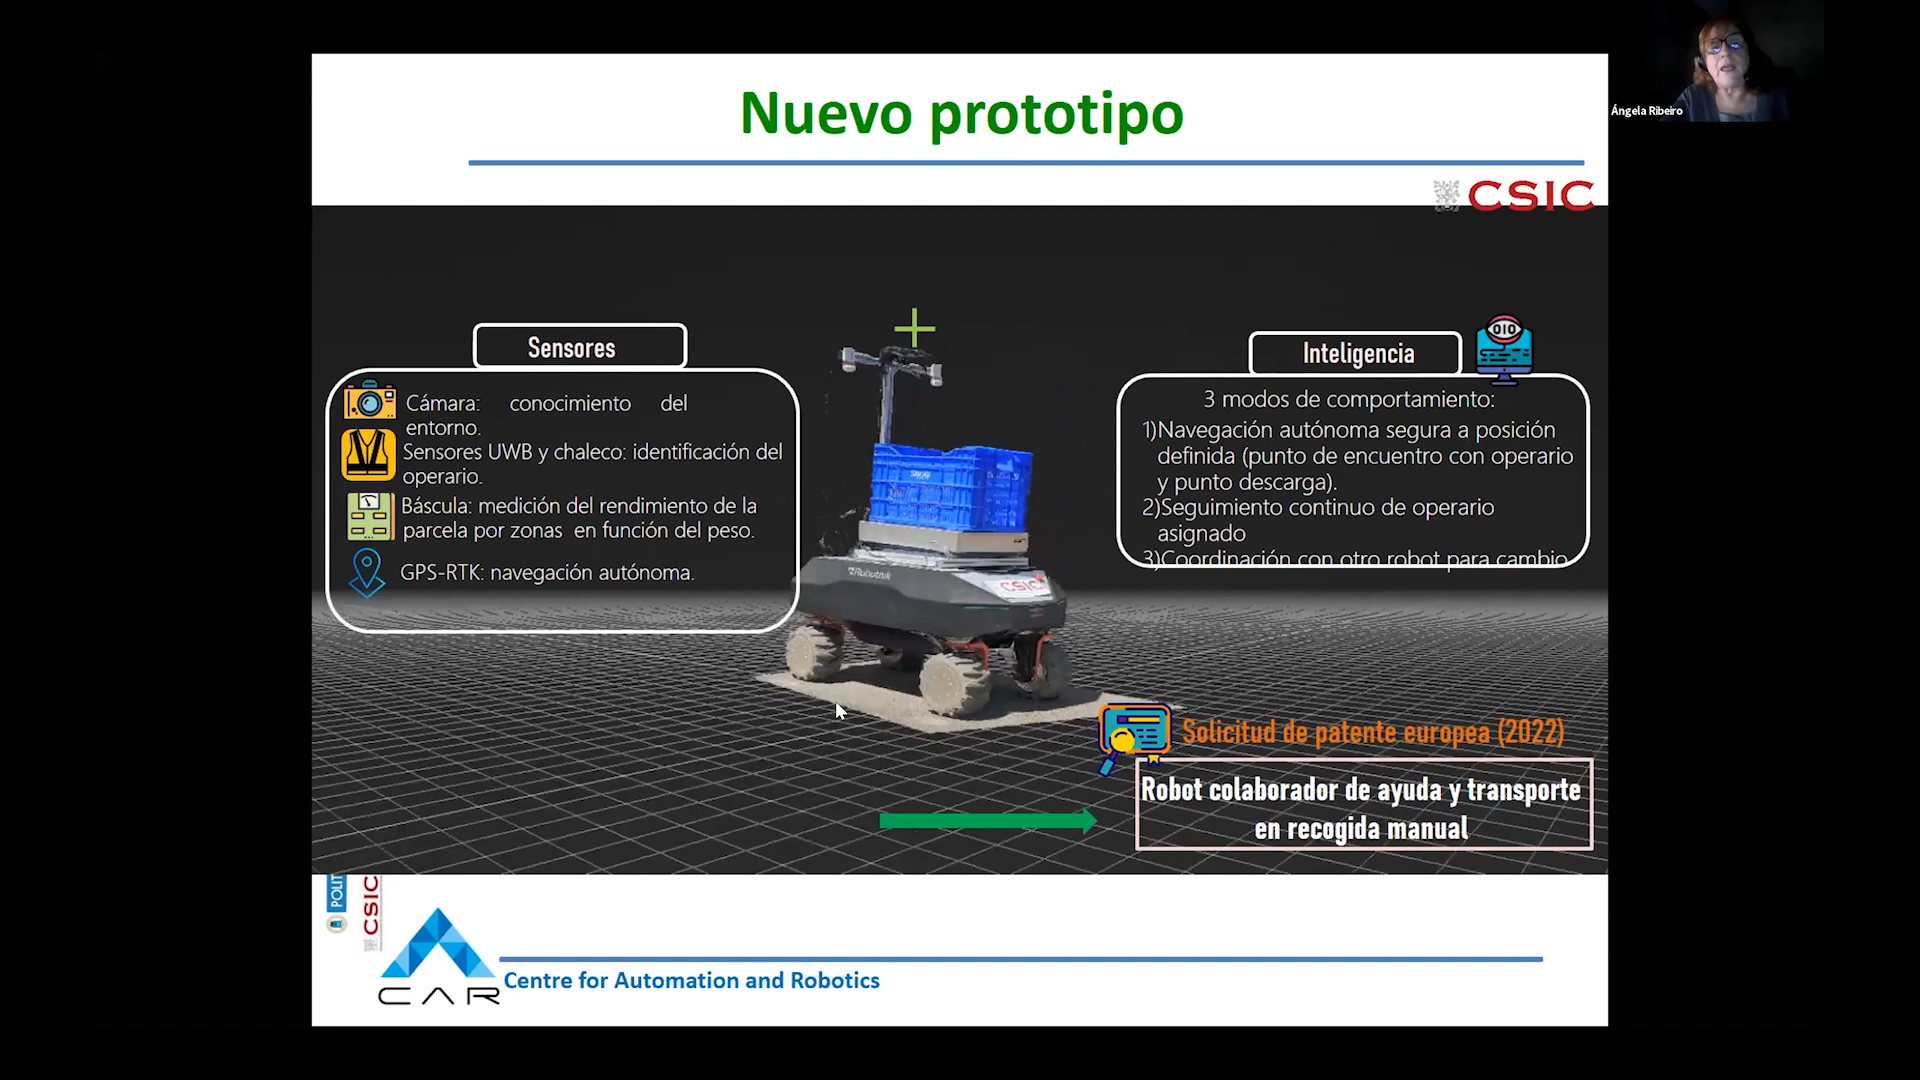 Nuevo prototipo
Ángela Ribeiro
CSIC
Sensores
Cámara: conocimiento del
entorno.
Sensores UWB y chaleco: identificación del
operario.
Báscula: medición del rendimiento de la
parcela por zonas en función del peso.
GPS-RTK: navegación autónoma.
Inteligencia
010
3 modos de comportamiento:
1)Navegación autónoma segura a posición
definida (punto de encuentro con operario
y punto descarga).
2)Seguimiento continuo de operario
asignado
3)Coordinación con otro robot para cambio
Robotnik
CSIC
Solicitud de patente europea (2022)
Robot colaborador de ayuda y transporte
en recogida manual
POLIT
CSIC
CAR
Centre for Automation and Robotics